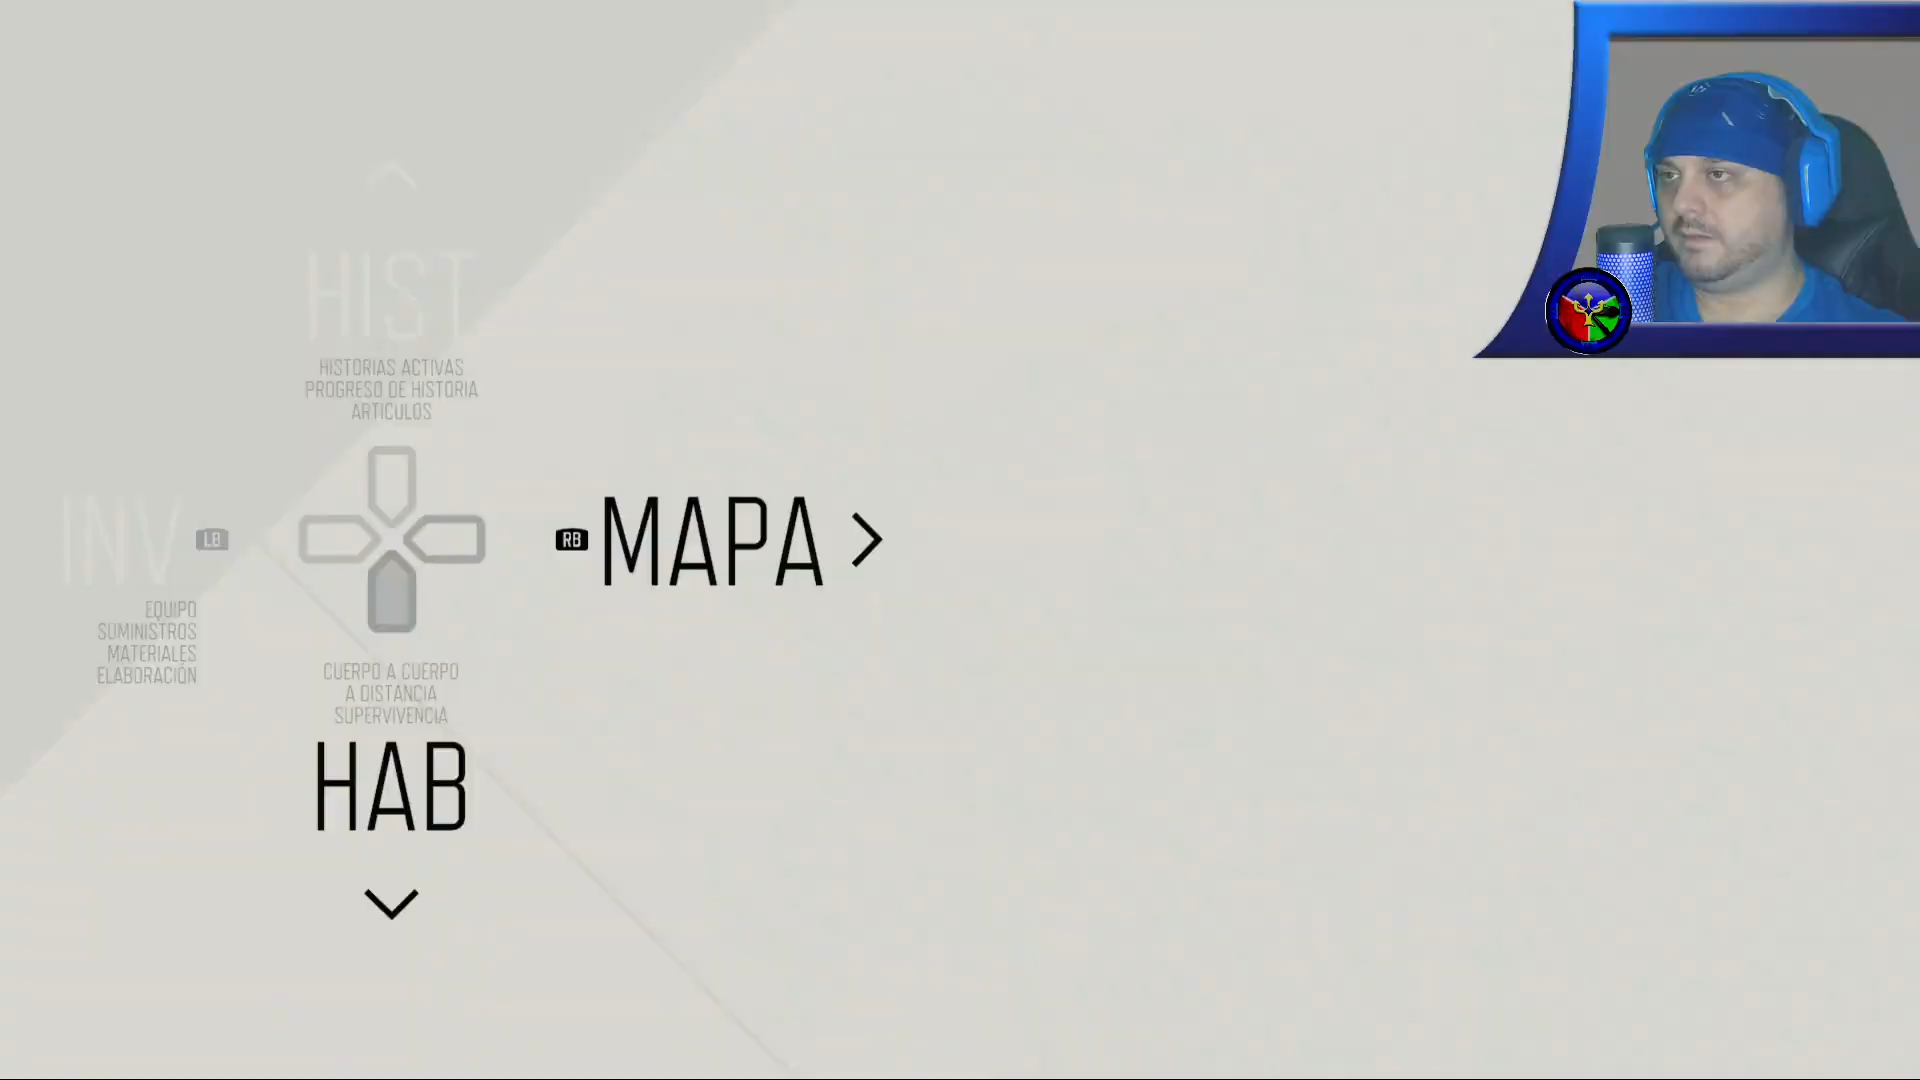 HIST
HISTORIAS ACTIVAS
PROGRESO DE HISTORIA
ARTÍCULOS
INV
LB
EQUIPO
SUMINISTROS
MATERIALES
ELABORACIÓN
RB
MAPA
CUERPO A CUERPO
A DISTANCIA
SUPERVIVENCIA
HAB